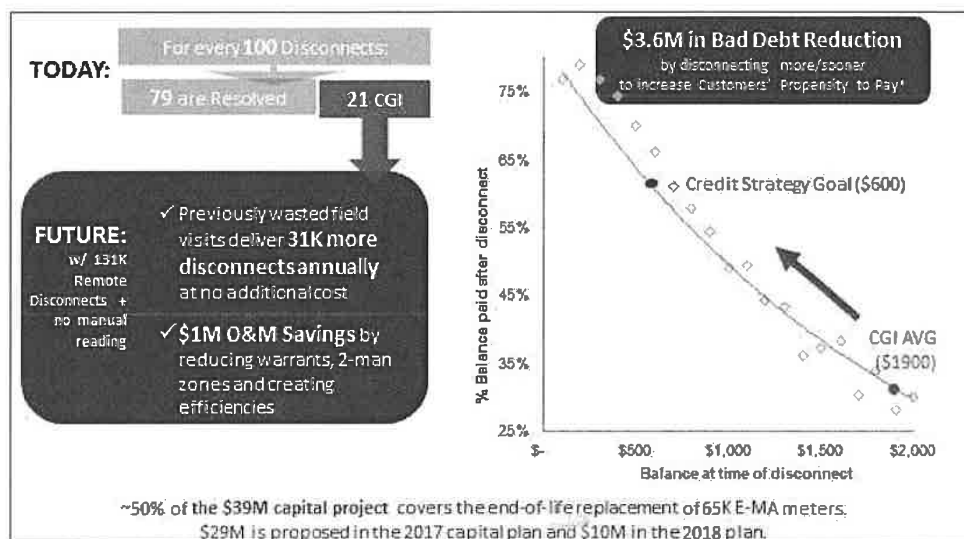 TODAY:
For every 100 Disconnects:
79 are Resolved
21 CGI
FUTURE:
w/ 131K
Remote
Disconnects +
no manual
reading
✓ Previously wasted field
visits deliver 31K more
disconnects annually
at no additional cost
✓ $1M O&M Savings by
reducing warrants, 2-man
zones and creating
efficiencies
$3.6M in Bad Debt Reduction
by disconnecting more/sooner
to increase Customers' Propensity to Pay*
% Balance paid after disconnect
75%
65%
55%
45%
35%
25%
Credit Strategy Goal ($600)
CGI AVG
($1900)
$- $500 $1,000 $1,500 $2,000
Balance at time of disconnect
~50% of the $39M capital project covers the end-of-life replacement of 65K E-MA meters.
$29M is proposed in the 2017 capital plan and $10M in the 2018 plan.